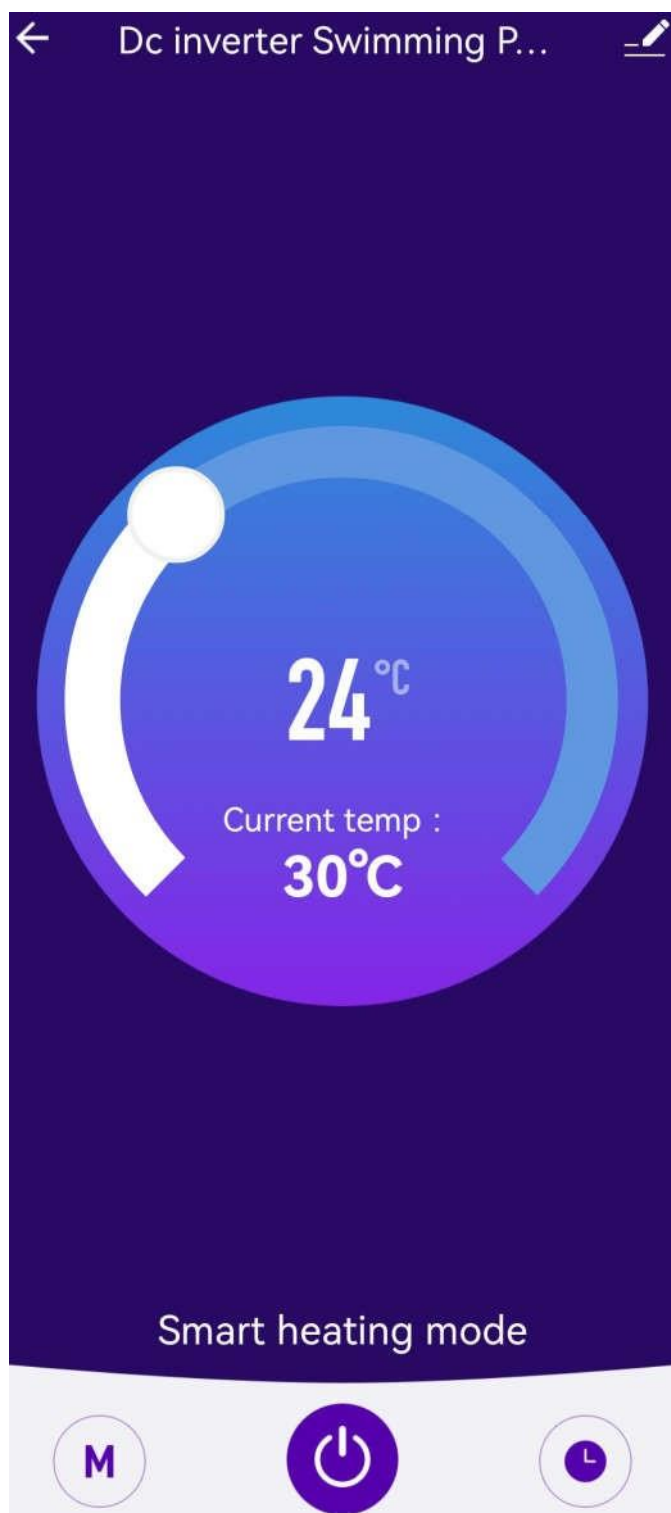 Dc inverter Swimming P...
24°C
Current temp :
30°C
Smart heating mode
M